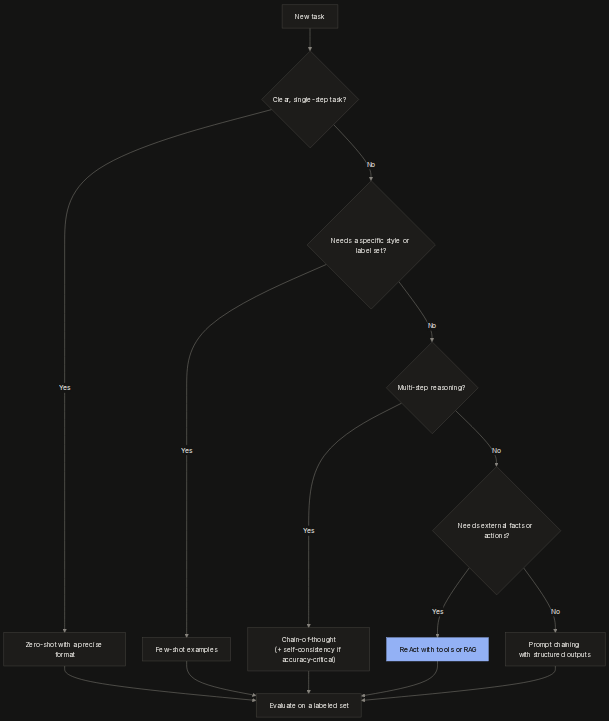 New task
Clear, single-step task?
No
Needs a specific style or
label set?
No
Yes
Multi-step reasoning?
Yes
No
Needs external facts or
actions?
Yes
Yes
No
Zero-shot with a precise
format
Few-shot examples
Chain-of-thought
(+ self-consistency if
accuracy-critical)
ReAct with tools or RAG
Prompt chaining
with structured outputs
Evaluate on a labeled set